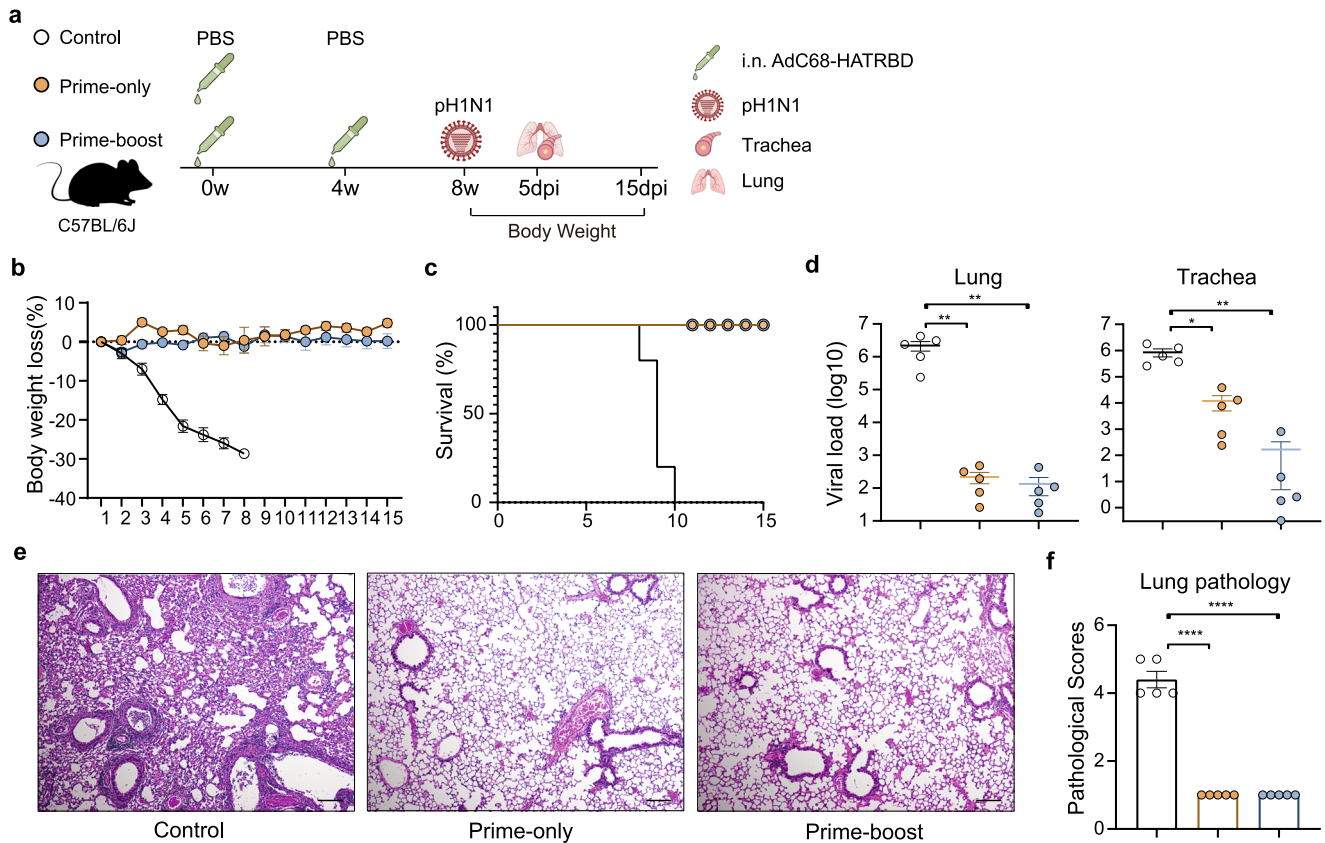 a
Control
PBS
PBS
Prime-only
Prime-boost
pH1N1
i.n. AdC68-HATRBD
pH1N1
Trachea
Lung
0w
4w
8w
5dpi
15dpi
C57BL/6J
Body Weight
b
Body weight loss(%)
10
0
-10
-20
-30
-40
1 2 3 4 5 6 7 8 9 10 11 12 13 14 15
c
Survival (%)
100
50
0
0 5 10 15
d
Lung
**
**
Viral load (log10)
7
6
5
4
3
2
1
Trachea
**
*
7
6
5
4
3
2
1
0
e
Control
Prime-only
Prime-boost
f
Lung pathology
****
****
Pathological Scores
6
4
2
0